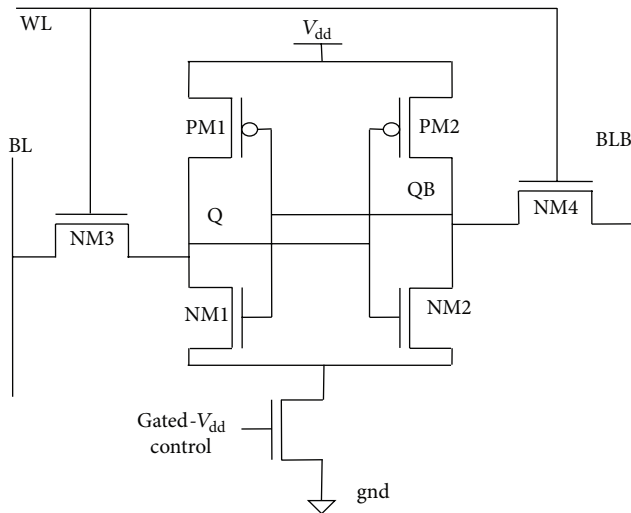 WL
Vdd
PM1
PM2
BL
BLB
QB
Q
NM4
NM3
NM1
NM2
Gated-Vdd
control
gnd